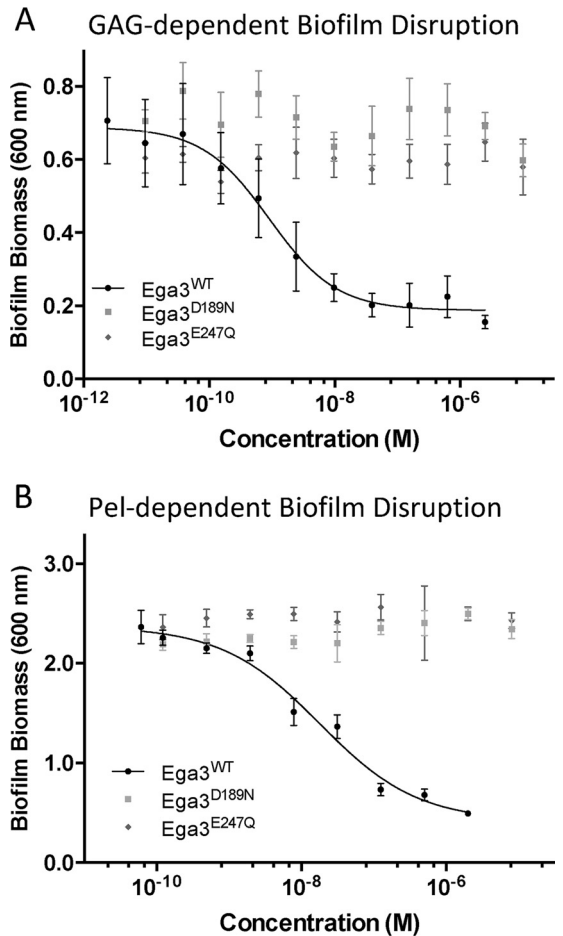 A
GAG-dependent Biofilm Disruption
Biofilm Biomass (600 nm)
0.8
0.6
0.4
0.2
0.0
Ega3WT
Ega3D189N
Ega3E247Q
10-12
10-10
10-8
10-6
Concentration (M)
B
Pel-dependent Biofilm Disruption
Biofilm Biomass (600 nm)
3.0
2.0
1.0
0.0
Ega3WT
Ega3D189N
Ega3E247Q
10-10
10-8
10-6
Concentration (M)